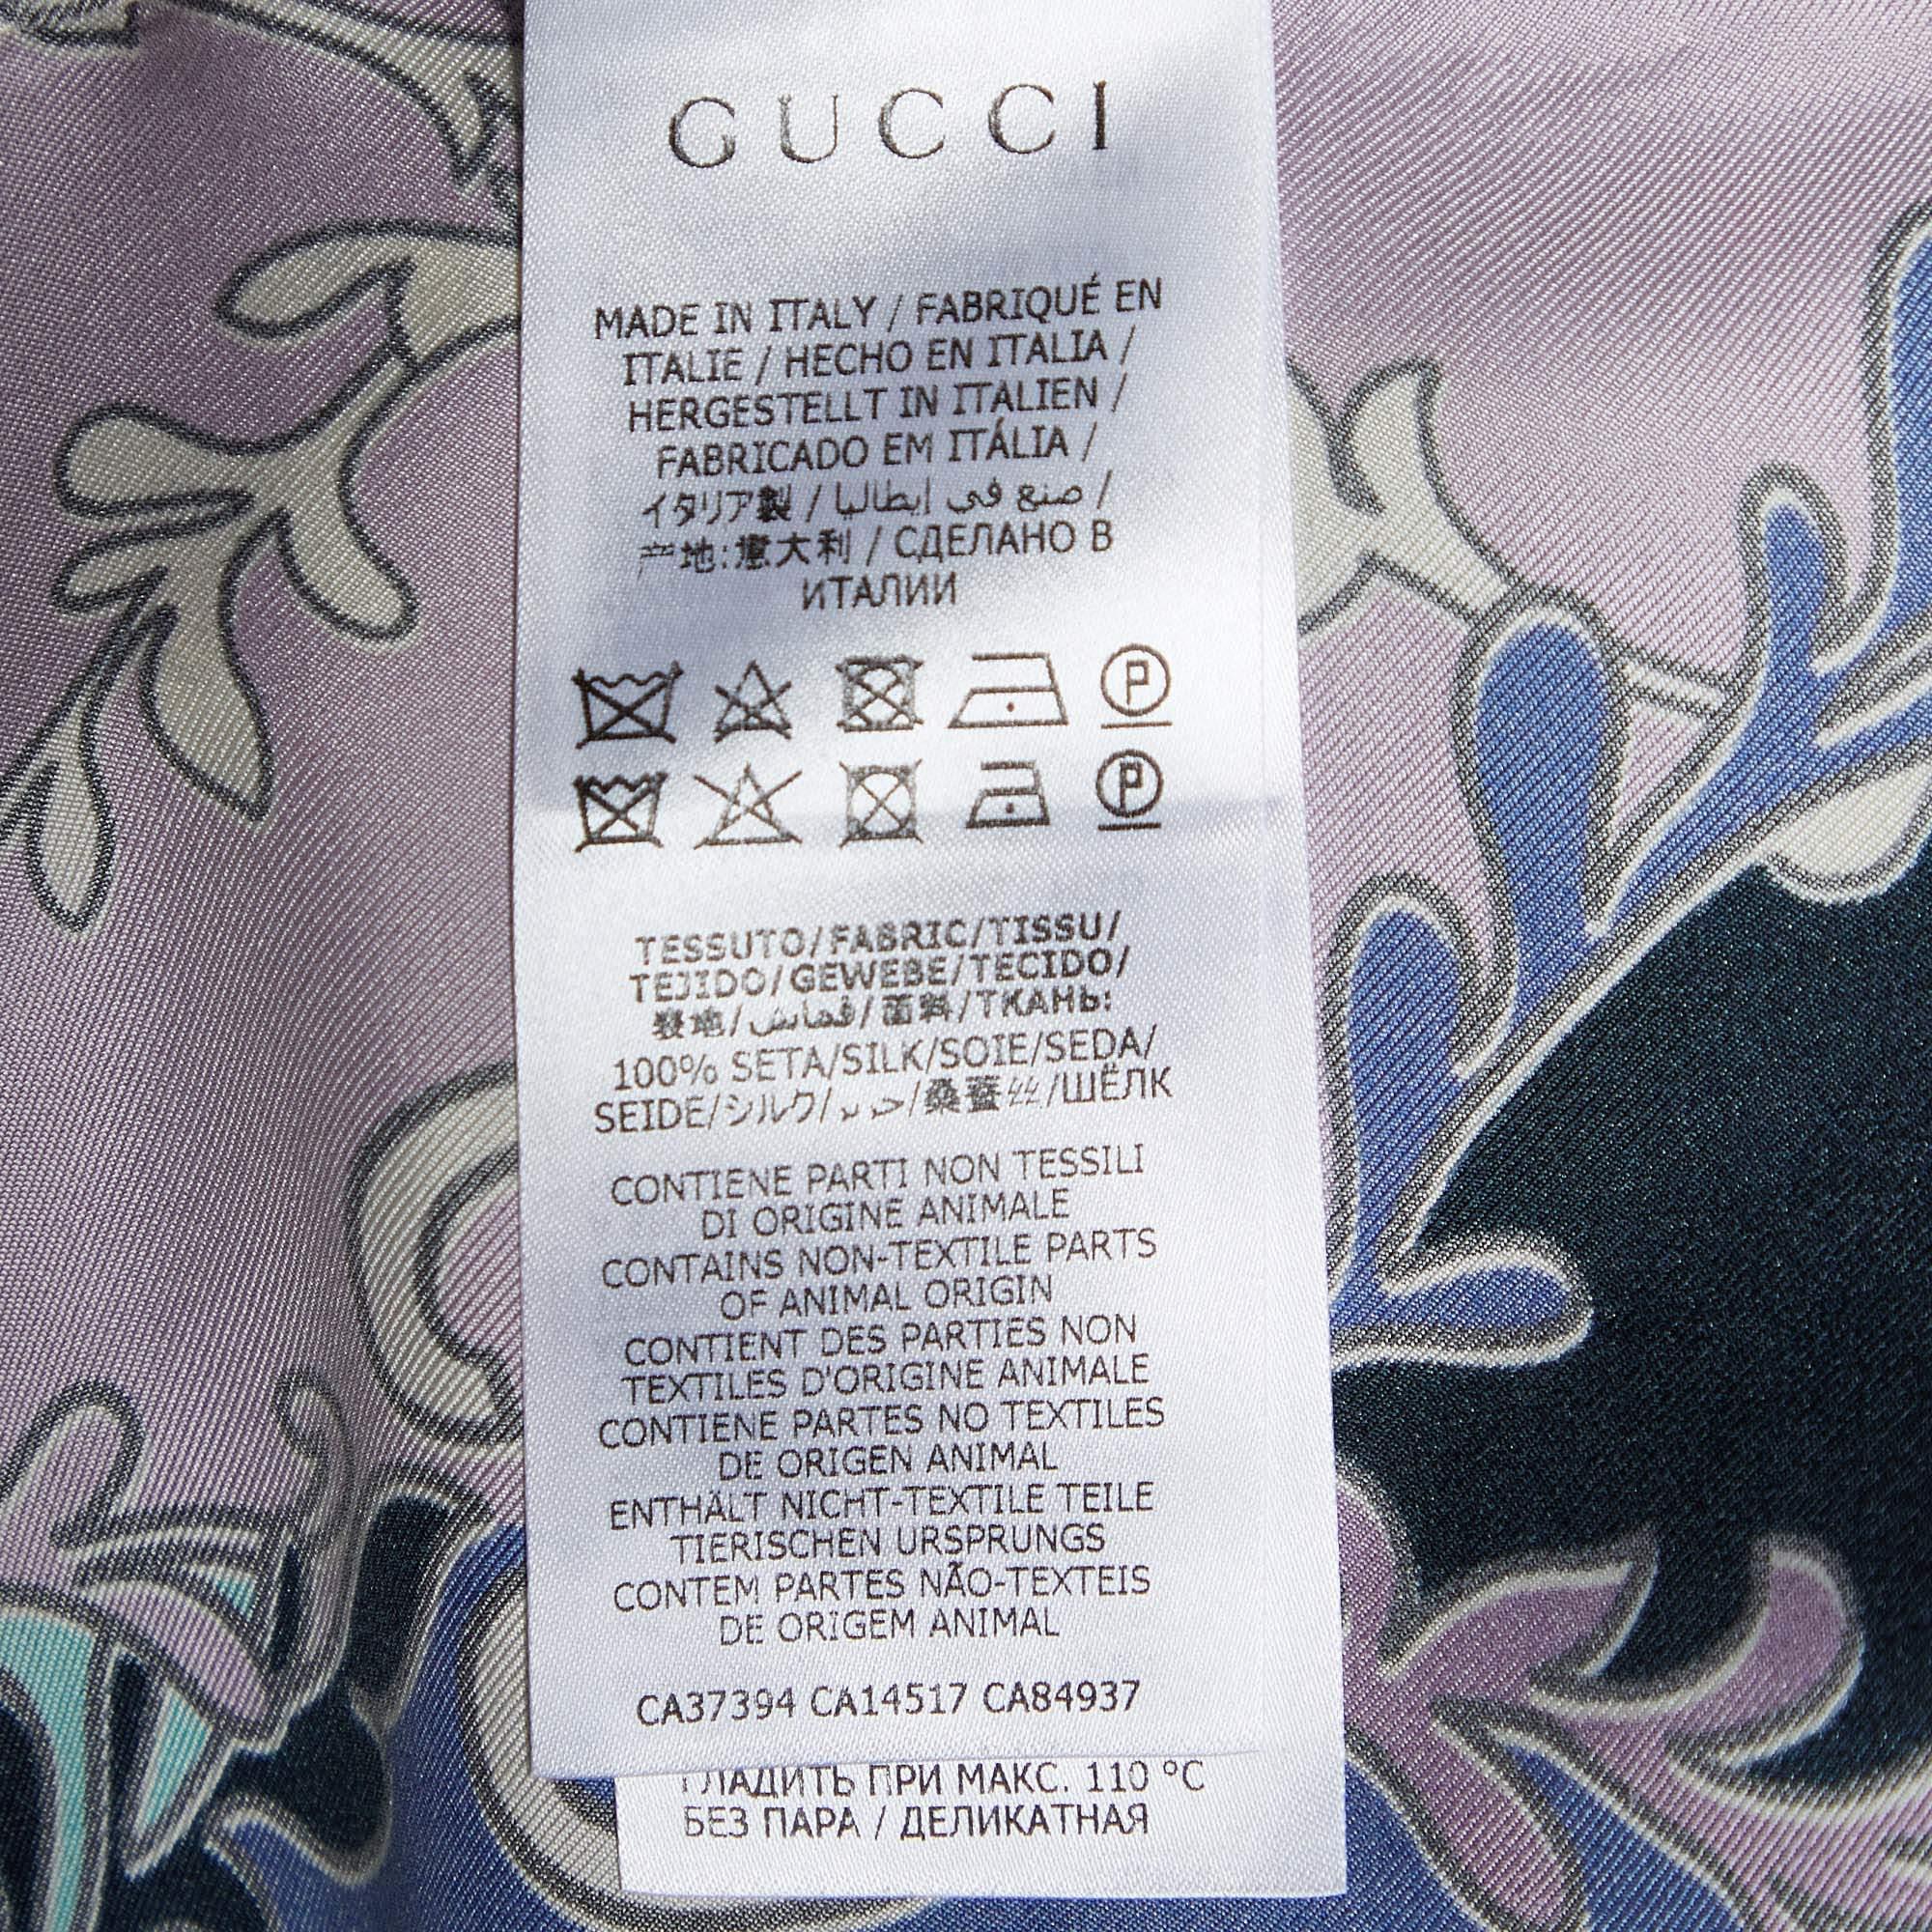 GUCCI
MADE IN ITALY / FABRIQUÉ EN
ITALIE / HECHO EN ITALIA /
HERGESTELLT IN ITALIEN /
FABRICADO EM ITÁLIA /
イタリア製 / صنع في إيطاليا /
产地:意大利 / СДЕЛАНО В
ИТАЛИИ
P
P
TESSUTO/FABRIC/TISSU/
TEJIDO/GEWEBE/TECIDO/
表地/قماش/面料/ТКАНЬ:
100% SETA/SILK/SOIE/SEDA/
SEIDE/シルク/حرير/桑蚕丝/ШЁЛК
CONTIENE PARTI NON TESSILI
DI ORIGINE ANIMALE
CONTAINS NON-TEXTILE PARTS
OF ANIMAL ORIGIN
CONTIENT DES PARTIES NON
TEXTILES D'ORIGINE ANIMALE
CONTIENE PARTES NO TEXTILES
DE ORIGEN ANIMAL
ENTHÄLT NICHT-TEXTILE TEILE
TIERISCHEN URSPRUNGS
CONTEM PARTES NÃO-TEXTEIS
DE ORIGEM ANIMAL
CA37394 CA14517 CA84937
ГЛАДИТЬ ПРИ МАКС. 110 °C
БЕЗ ПАРА / ДЕЛИКАТНАЯ